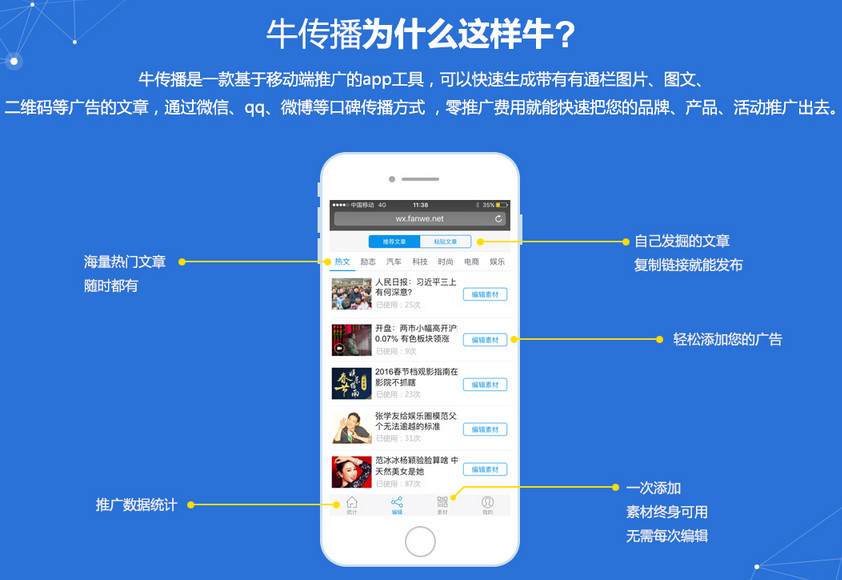 牛传播为什么这样牛?
牛传播是一款基于移动端推广的app工具，可以快速生成带有有通栏图片、图文、
二维码等广告的文章，通过微信、qq、微博等口碑传播方式 ，零推广费用就能快速把您的品牌、产品、活动推广出去。
中国移动 4G 11:38 35%
wx.fanwe.net
推荐文章 粘贴文章
自己发掘的文章
复制链接就能发布
海量热门文章
随时都有
热文 励志 汽车 科技 时尚 电商 娱乐
人民日报：习近平三上
有何深意?
已使用：25次
编辑素材
开盘：两市小幅高开沪
0.07% 有色板块领涨
已使用：9次
编辑素材
轻松添加您的广告
2016春节档观影指南在
影院不抓瞎
已使用：23次
编辑素材
张学友给娱乐圈模范父
个无法逾越的标准
已使用：31次
编辑素材
范冰冰杨颖验脸算啥 中
天然美女是她
已使用：87次
编辑素材
推广数据统计
一次添加
素材终身可用
无需每次编辑
统计 编辑 素材 我的